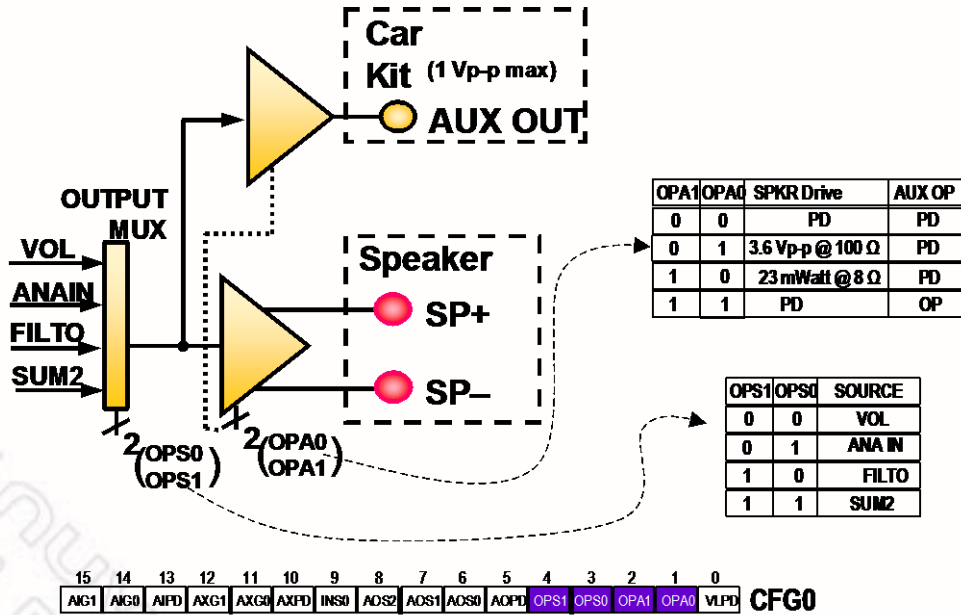 Car
Kit (1 Vp-p max)
AUX OUT
OUTPUT
MUX
VOL
ANAIN
FILTO
SUM2
Speaker
SP+
SP–
2 (OPS0
OPS1)
2 (OPA0
OPA1)
OPA1 OPA0 SPKR Drive AUX OP
0 0 PD PD
0 1 3.6 Vp-p @ 100 Ω PD
1 0 23 mWatt @ 8 Ω PD
1 1 PD OP
OPS1 OPS0 SOURCE
0 0 VOL
0 1 ANA IN
1 0 FILTO
1 1 SUM2
15 14 13 12 11 10 9 8 7 6 5 4 3 2 1 0
AIG1 AIG0 AIPD AXG1 AXG0 AXPD INS0 AOS2 AOS1 AOS0 AOPD OPS1 OPS0 OPA1 OPA0 VLPD CFG0